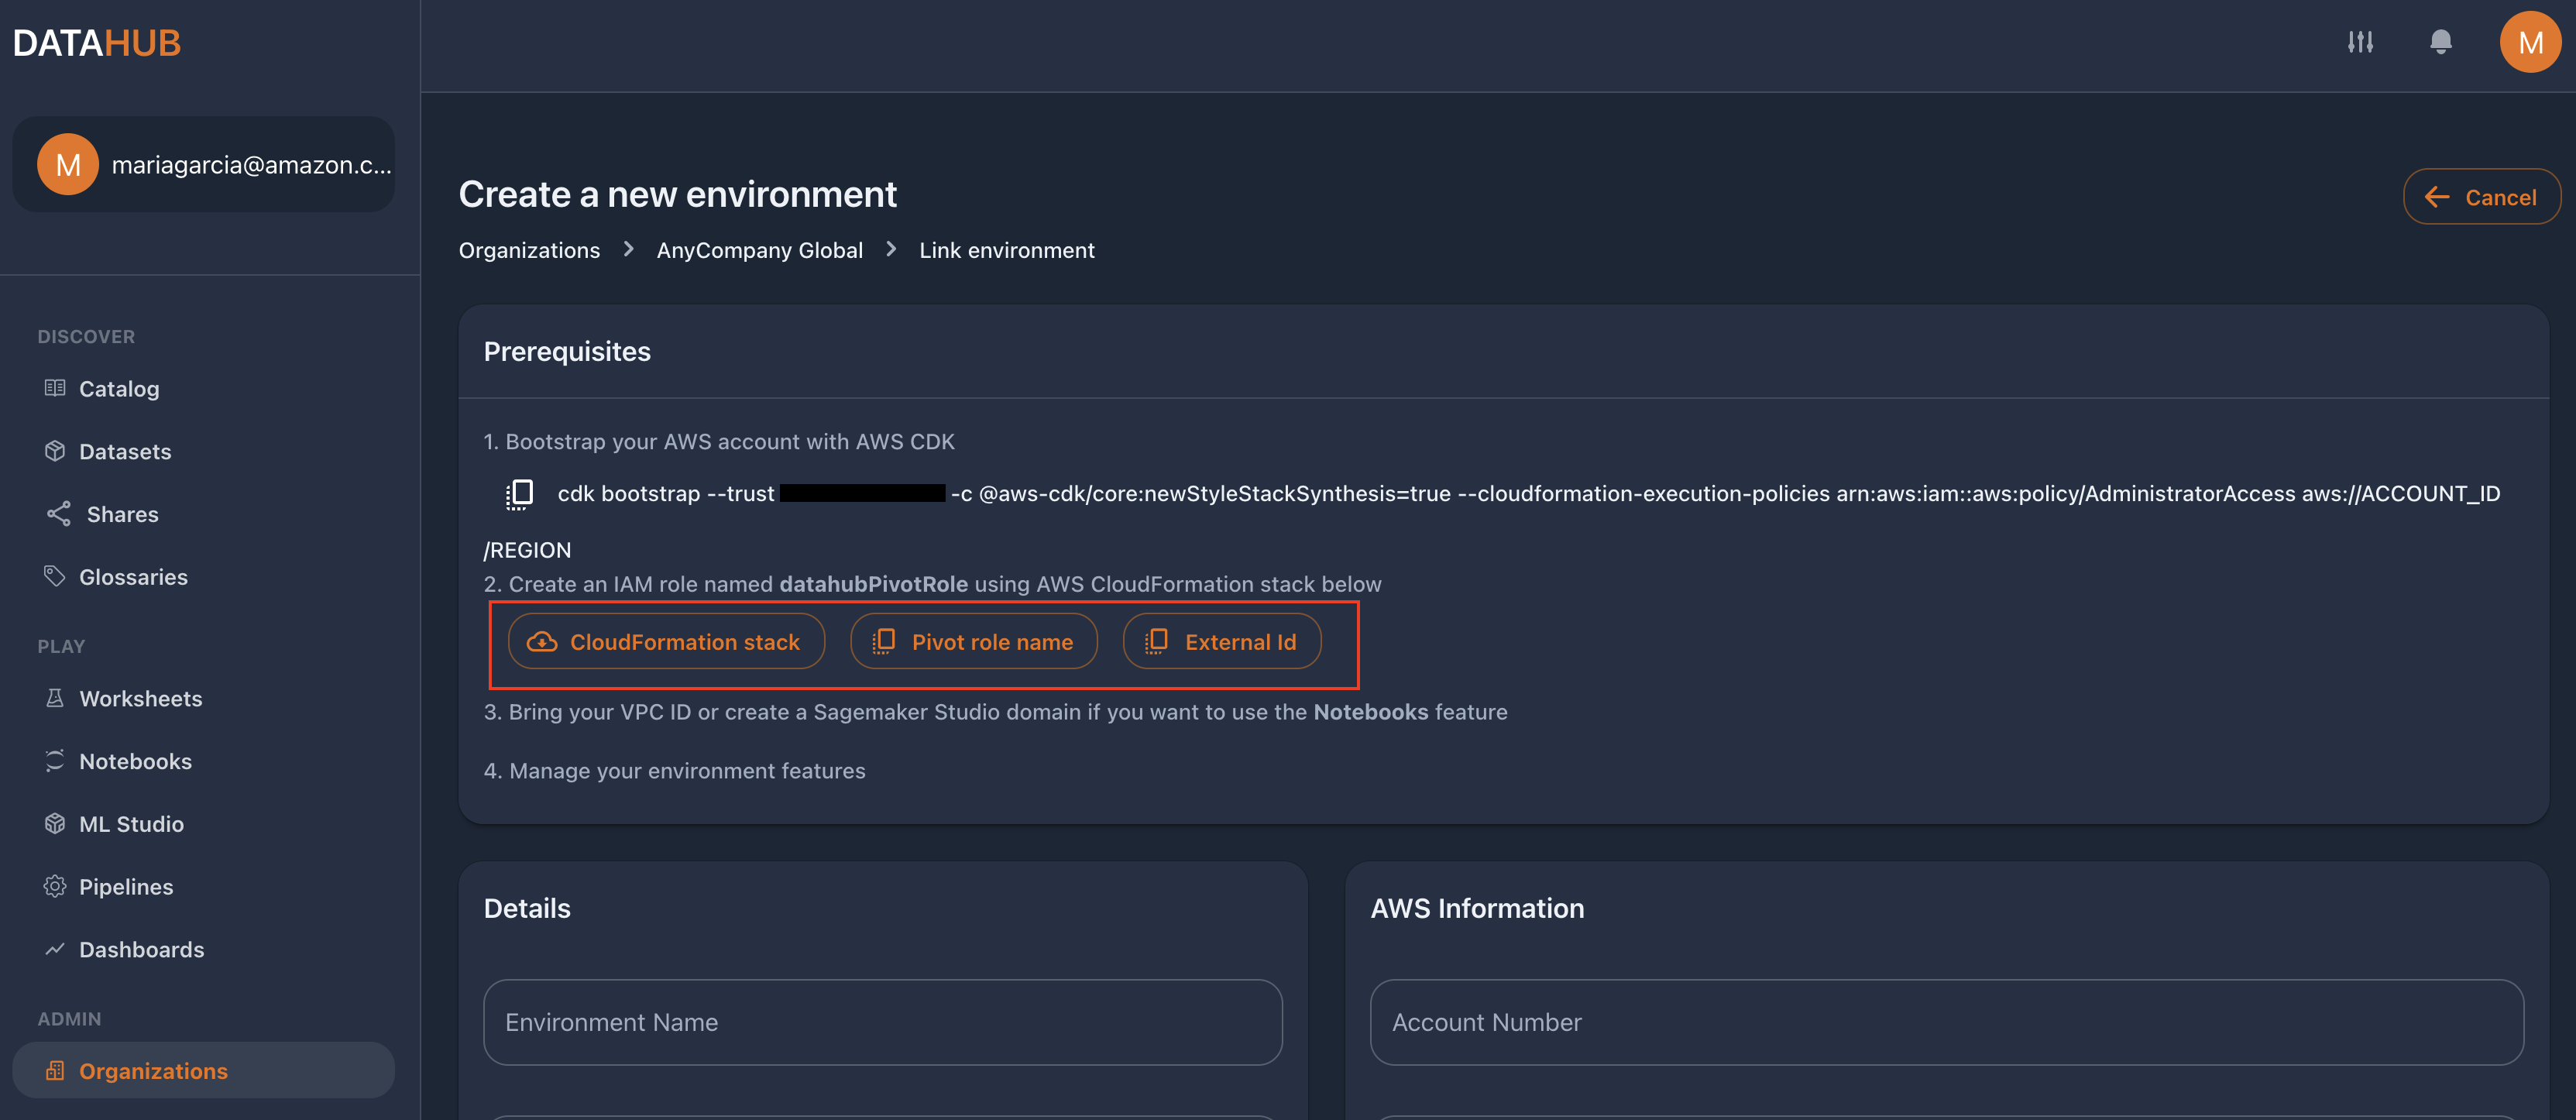 DATAHUB
M
M
mariagarcia@amazon.c...
DISCOVER
Catalog
Datasets
Shares
Glossaries
PLAY
Worksheets
Notebooks
ML Studio
Pipelines
Dashboards
ADMIN
Organizations
Create a new environment
Cancel
Organizations > AnyCompany Global > Link environment
Prerequisites
1. Bootstrap your AWS account with AWS CDK
cdk bootstrap --trust -c @aws-cdk/core:newStyleStackSynthesis=true --cloudformation-execution-policies arn:aws:iam::aws:policy/AdministratorAccess aws://ACCOUNT_ID
/REGION
2. Create an IAM role named datahubPivotRole using AWS CloudFormation stack below
CloudFormation stack
Pivot role name
External Id
3. Bring your VPC ID or create a Sagemaker Studio domain if you want to use the Notebooks feature
4. Manage your environment features
Details
Environment Name
AWS Information
Account Number